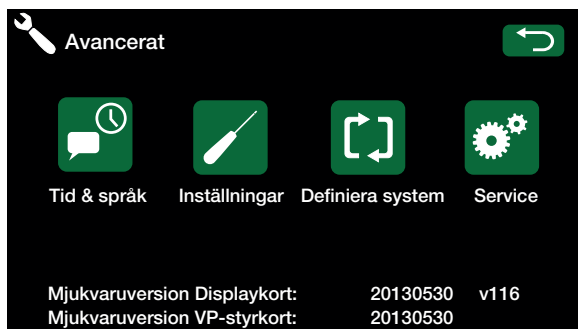 Avancerat
Tid & språk Inställningar Definiera system Service
Mjukvaruversion Displaykort: 20130530 v116
Mjukvaruversion VP-styrkort: 20130530